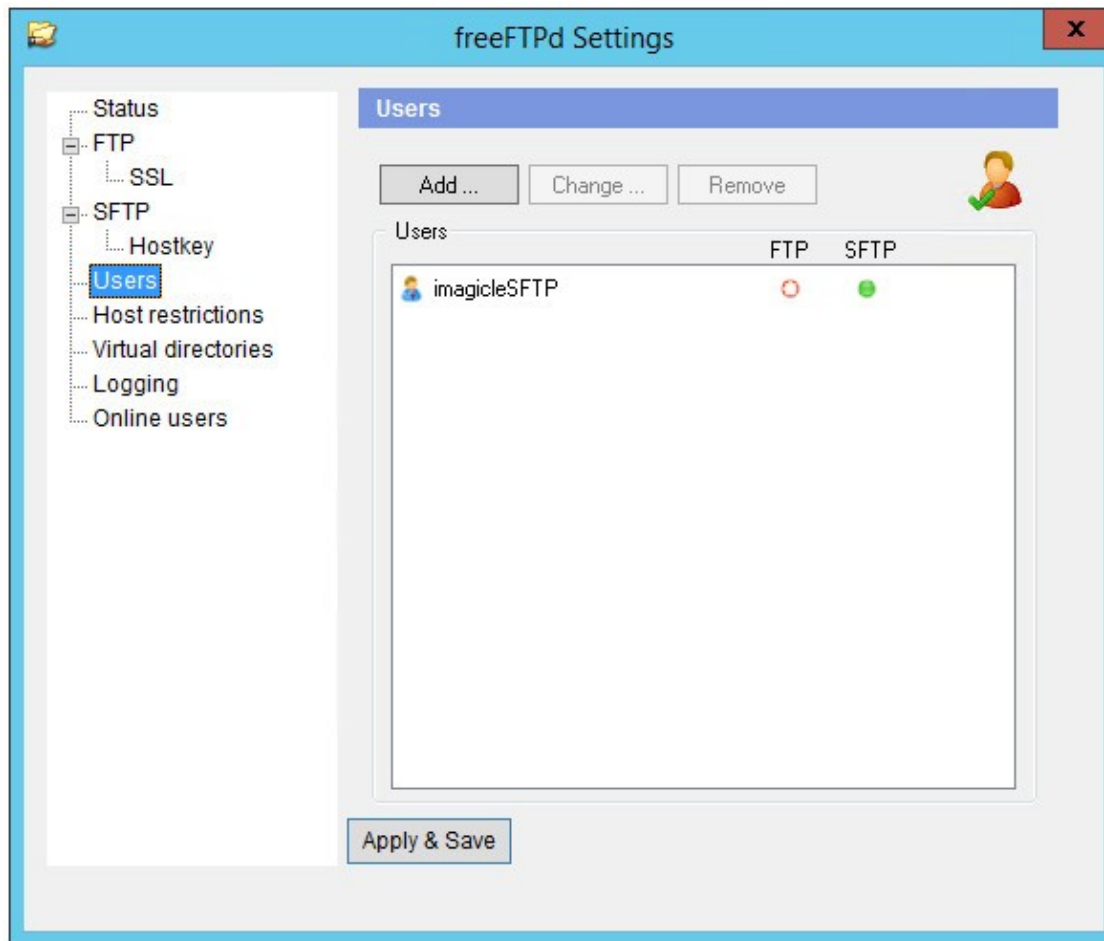 freeFTPd Settings
x
Status
FTP
SSL
SFTP
Hostkey
Users
Host restrictions
Virtual directories
Logging
Online users
Users
Add ...
Change ...
Remove
Users
FTP SFTP
imagicleSFTP
Apply & Save